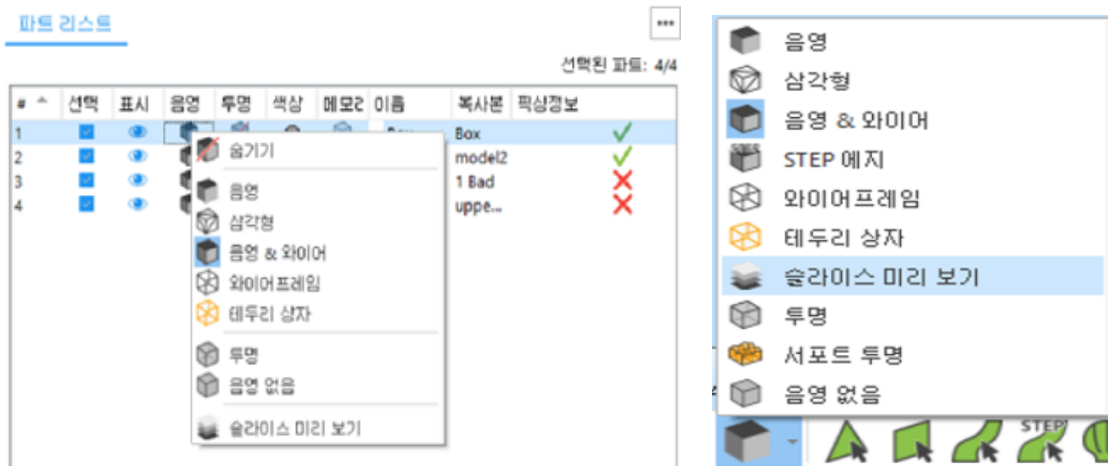 파트 리스트
...
선택된 파트: 4/4
# 선택 표시 음영 투명 색상 메모리 이름 복사본 픽싱정보
1 Box
2 model2
3 1 Bad
4 uppe...
숨기기
음영
삼각형
음영 & 와이어
와이어프레임
테두리 상자
투명
음영 없음
슬라이스 미리 보기
음영
삼각형
음영 & 와이어
STEP 에지
와이어프레임
테두리 상자
슬라이스 미리 보기
투명
서포트 투명
음영 없음
STEP